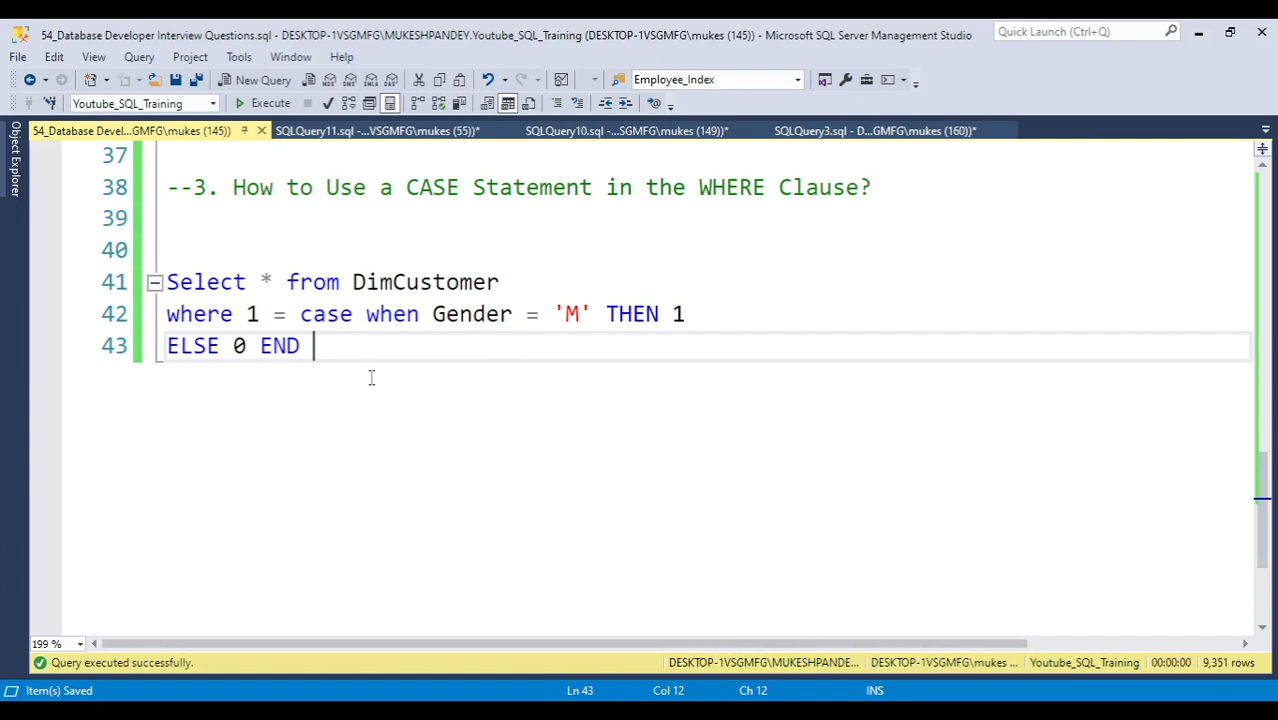 54_Database Developer Interview Questions.sql - DESKTOP-1VSGMFG\MUKESHPANDEY.Youtube_SQL_Training (DESKTOP-1VSGMFG\mukes (145)) - Microsoft SQL Server Management Studio
Quick Launch (Ctrl+Q)
File Edit View Query Project Tools Window Help
New Query Employee_Index
Youtube_SQL_Training Execute
54_Database Devel...GMFG\mukes (145)) SQLQuery11.sql -...VSGMFG\mukes (55))* SQLQuery10.sql -...SGMFG\mukes (149))* SQLQuery3.sql - D...GMFG\mukes (160))*
Object Explorer
37
38 --3. How to Use a CASE Statement in the WHERE Clause?
39
40
41 Select * from DimCustomer
42 where 1 = case when Gender = 'M' THEN 1
43 ELSE 0 END
199 %
Query executed successfully. DESKTOP-1VSGMFG\MUKESHPANDE... DESKTOP-1VSGMFG\mukes ... Youtube_SQL_Training 00:00:00 9,351 rows
Item(s) Saved Ln 43 Col 12 Ch 12 INS